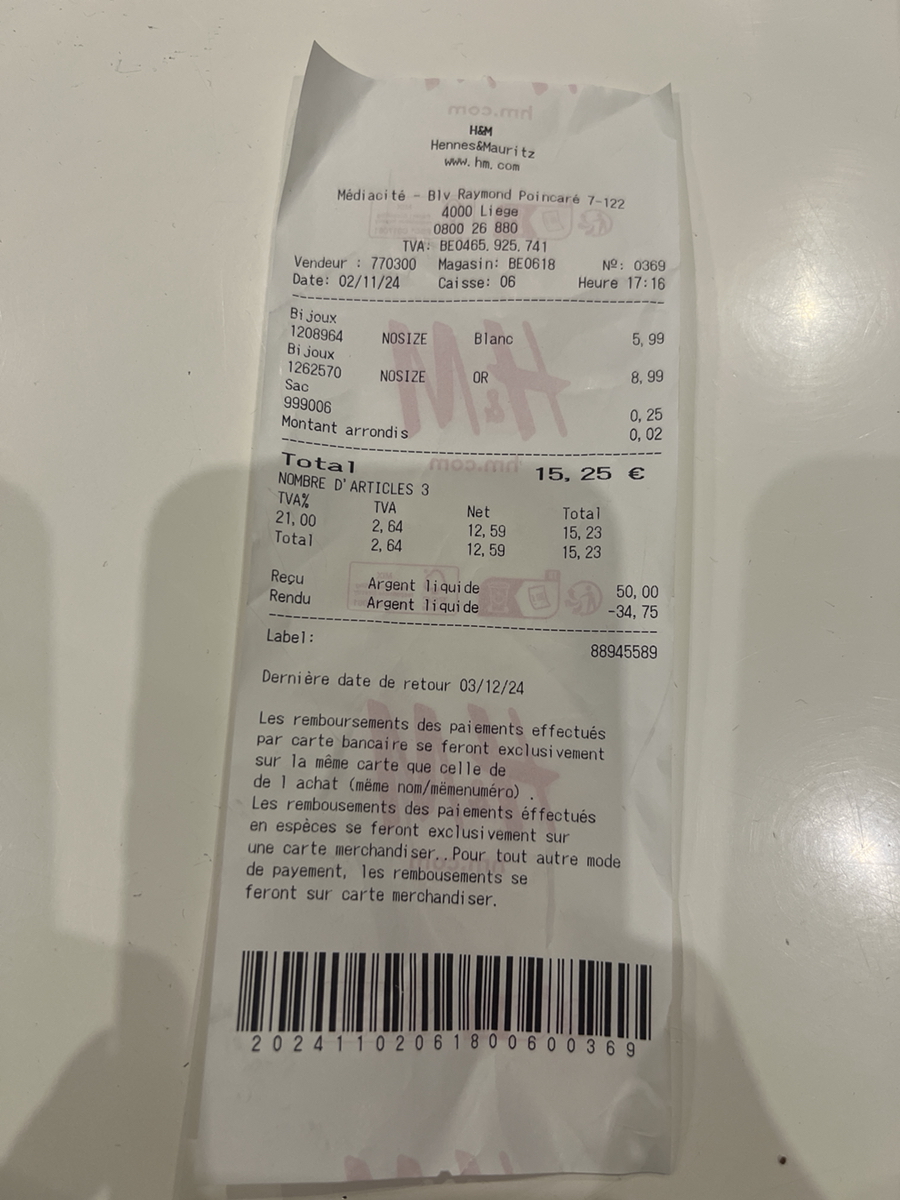 hm.com
H&M
Hennes&Mauritz
www.hm.com
Médiacité - Blv Raymond Poincaré 7-122
4000 Liege
0800 26 880
TVA: BE0465.925.741
Vendeur : 770300 Magasin: BE0618 Nº: 0369
Date: 02/11/24 Caisse: 06 Heure 17:16
Bijoux
1208964 NOSIZE Blanc 5,99
Bijoux
1262570 NOSIZE OR 8,99
Sac
999006 0,25
Montant arrondis 0,02
H&M
hm.com
Total 15,25 €
NOMBRE D'ARTICLES 3
TVA% TVA Net Total
21,00 2,64 12,59 15,23
Total 2,64 12,59 15,23
Reçu Argent liquide 50,00
Rendu Argent liquide -34,75
Label: 88945589
Dernière date de retour 03/12/24
Les remboursements des paiements effectués
par carte bancaire se feront exclusivement
sur la même carte que celle de
de l achat (mëme nom/mëmenuméro) .
Les rembousements des paiements éffectués
en espèces se feront exclusivement sur
une carte merchandiser..Pour tout autre mode
de payement, les rembousements se
feront sur carte merchandiser.
H&M
hm.com
20241102061800600369